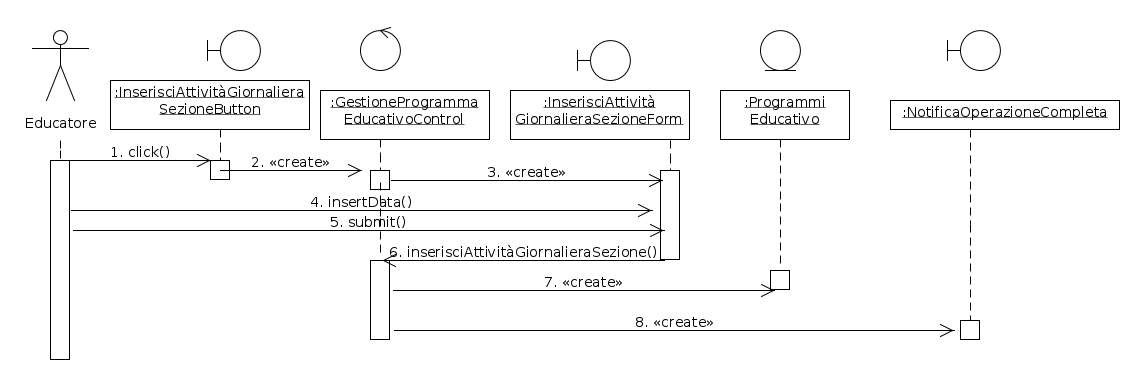 Educatore
:InserisciAttivitàGiornaliera
SezioneButton
:GestioneProgramma
EducativoControl
:InserisciAttività
GiornalieraSezioneForm
:Programmi
Educativo
:NotificaOperazioneCompleta
1. click()
2. «create»
3. «create»
4. insertData()
5. submit()
6. inserisciAttivitàGiornalieraSezione()
7. «create»
8. «create»